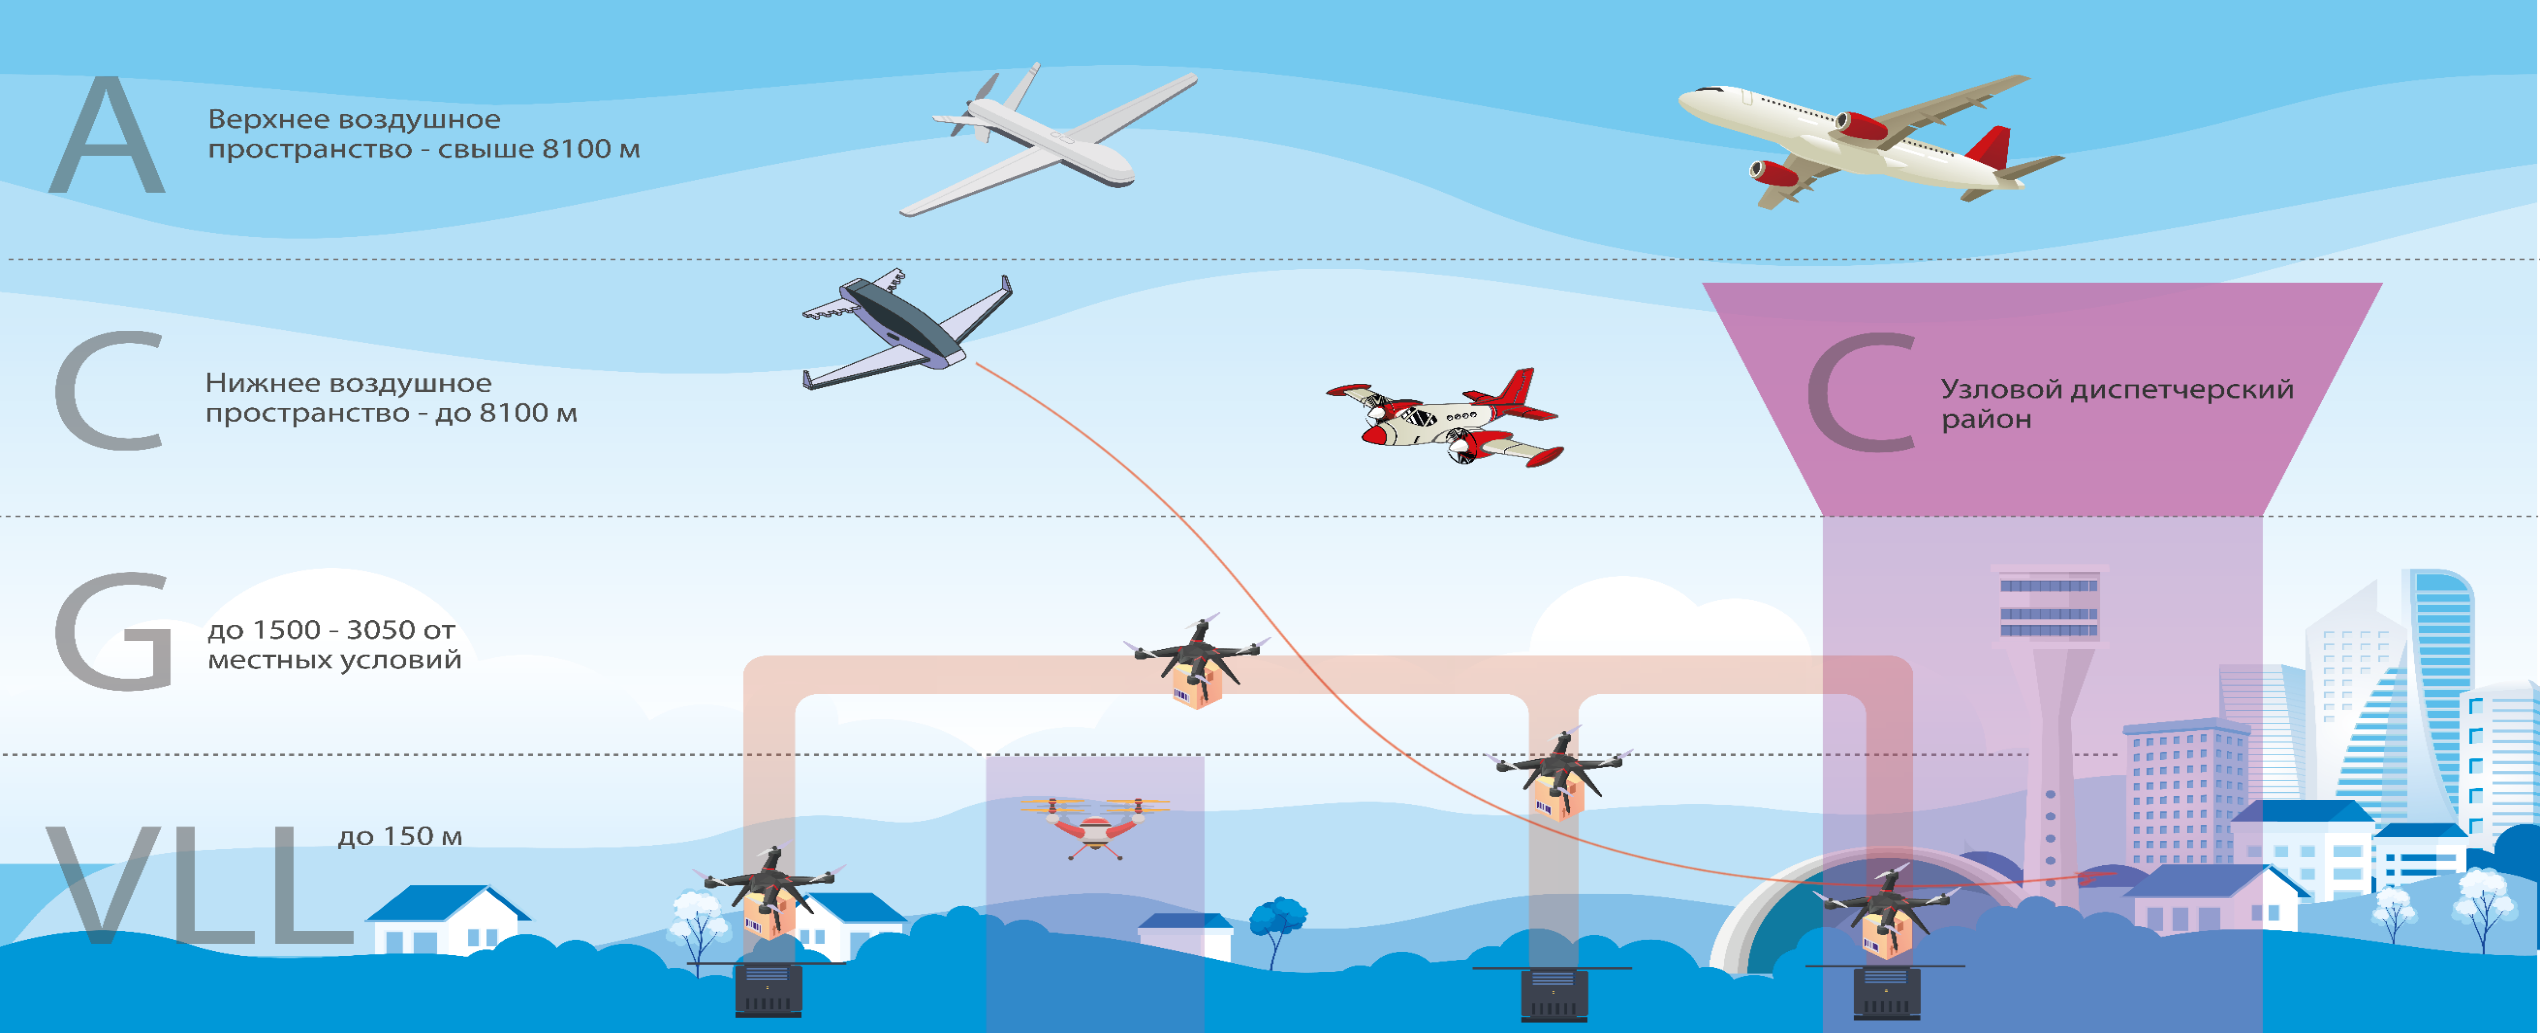 A
Верхнее воздушное
пространство - свыше 8100 м
C
Нижнее воздушное
пространство - до 8100 м
C
Узловой диспетчерский
район
G
до 1500 - 3050 от
местных условий
VLL
до 150 м